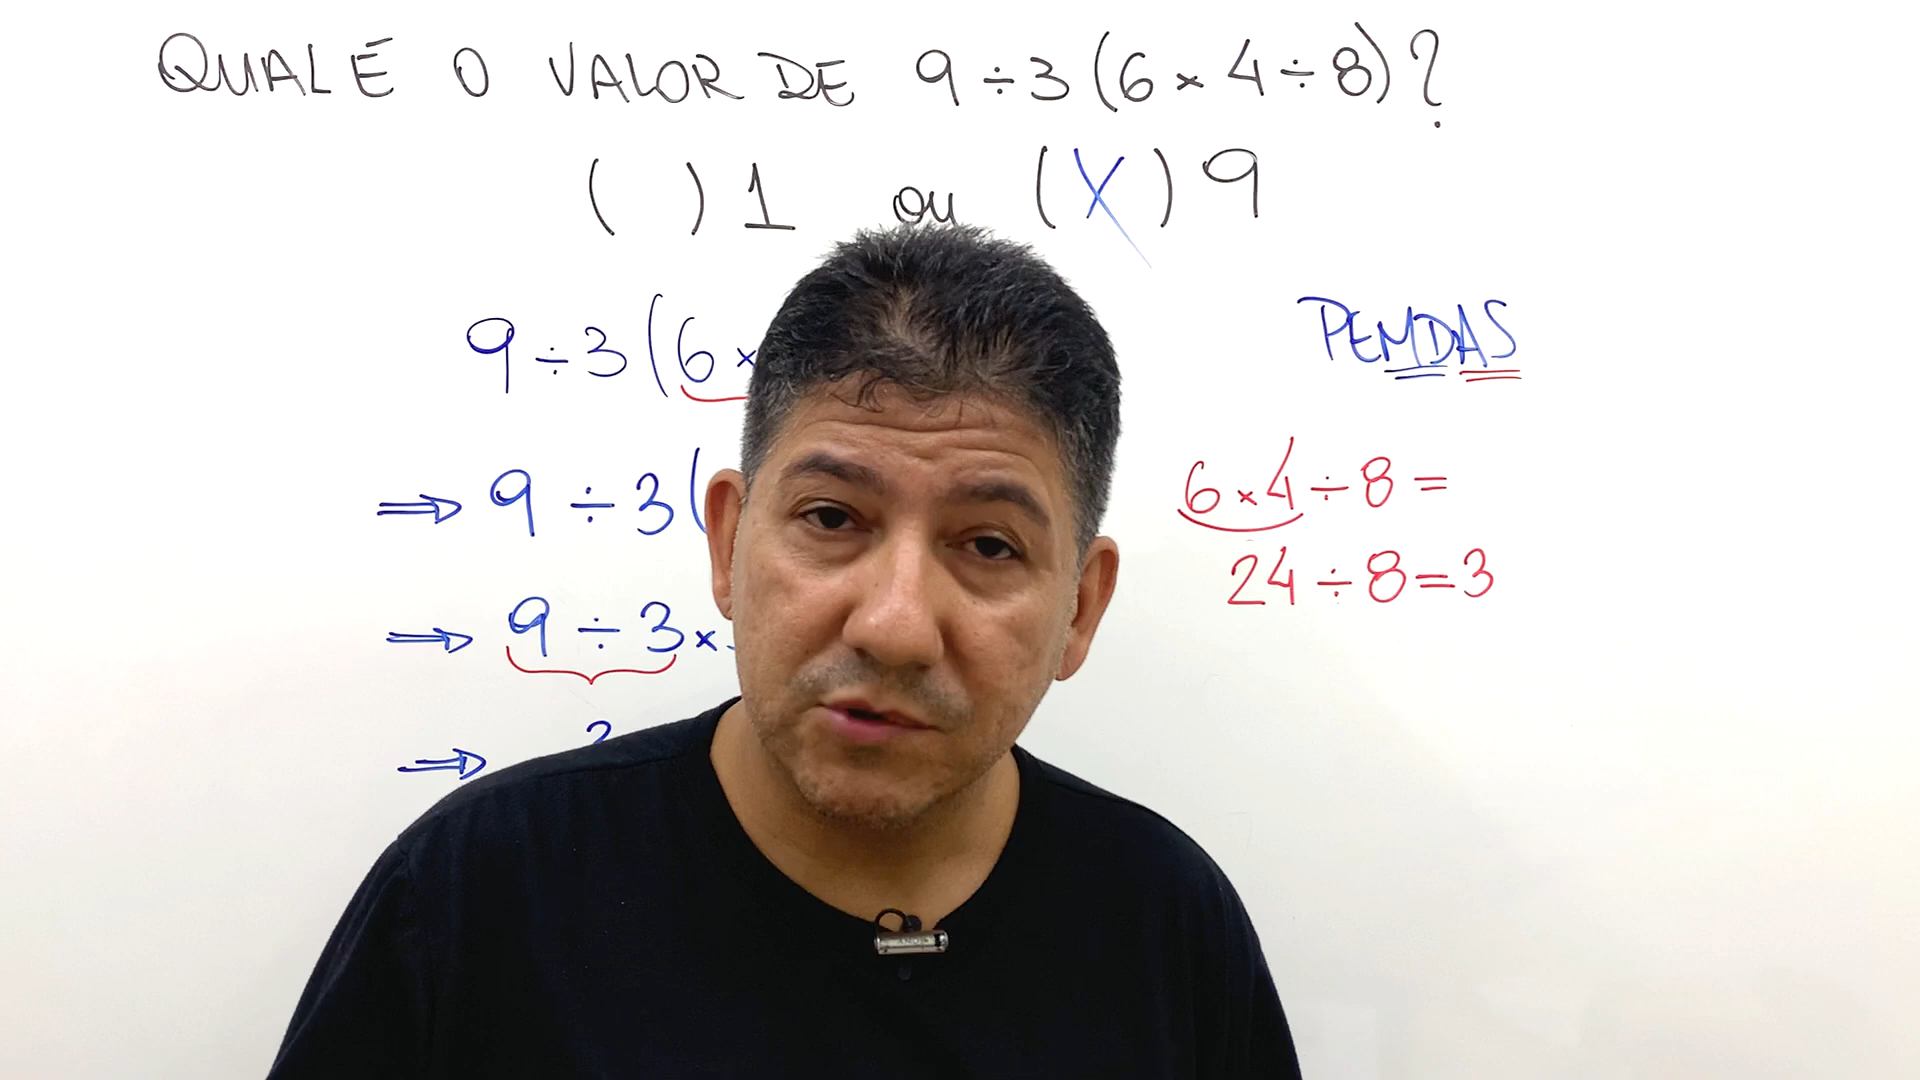 QUAL É O VALOR DE 9 ÷ 3 (6 × 4 ÷ 8)?
( ) 1 ou (X) 9
9 ÷ 3 (6 ×
PEMDAS
⇒ 9 ÷ 3 (
6 × 4 ÷ 8 =
24 ÷ 8 = 3
⇒ 9 ÷ 3 ×
⇒